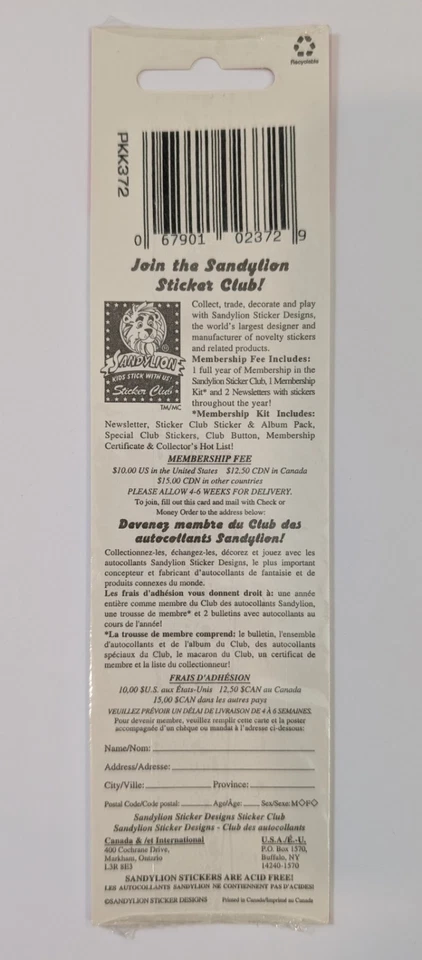 Recyclable
PKK372
0 67901 02372 9
Join the Sandylion
Sticker Club!
Collect, trade, decorate and play
with Sandylion Sticker Designs,
the world's largest designer and
manufacturer of novelty stickers
and related products.
Membership Fee Includes:
1 full year of Membership in the
Sandylion Sticker Club, 1 Membership
Kit* and 2 Newsletters with stickers
throughout the year!
SANDYLION
KIDS STICK WITH US!
Sticker Club
TM/MC
*Membership Kit Includes:
Newsletter, Sticker Club Sticker & Album Pack,
Special Club Stickers, Club Button, Membership
Certificate & Collector's Hot List!
MEMBERSHIP FEE
$10.00 US in the United States $12.50 CDN in Canada
$15.00 CDN in other countries
PLEASE ALLOW 4-6 WEEKS FOR DELIVERY.
To join, fill out this card and mail with Check or
Money Order to the address below:
Devenez membre du Club des
autocollants Sandylion!
Collectionnez-les, échangez-les, décorez et jouez avec les
autocollants Sandylion Sticker Designs, le plus important
concepteur et fabricant d'autocollants de fantaisie et de
produits connexes du monde.
Les frais d'adhésion vous donnent droit à: une année
entière comme membre du Club des autocollants Sandylion,
une trousse de membre* et 2 bulletins avec autocollants au
cours de l'année!
*La trousse de membre comprend: le bulletin, l'ensemble
d'autocollants et de l'album du Club, des autocollants
spéciaux du Club, le macaron du Club, un certificat de
membre et la liste du collectionneur!
FRAIS D'ADHÉSION
10,00 $U.S. aux États-Unis 12,50 $CAN au Canada
15,00 $CAN dans les autres pays
VEUILLEZ PRÉVOIR UN DÉLAI DE LIVRAISON DE 4 À 6 SEMAINES.
Pour devenir membre, veuillez remplir cette carte et la poster
accompagnée d'un chèque ou mandat à l'adresse ci-dessous:
Name/Nom:
Address/Adresse:
City/Ville: Province:
Postal Code/Code postal: Age/Âge: Sex/Sexe: M◇F◇
Sandylion Sticker Designs Sticker Club
Sandylion Sticker Designs - Club des autocollants
Canada & /et International
400 Cochrane Drive,
Markham, Ontario
L3R 8E3
U.S.A./É.-U.
P.O. Box 1570,
Buffalo, NY
14240-1570
SANDYLION STICKERS ARE ACID FREE!
LES AUTOCOLLANTS SANDYLION NE CONTIENNENT PAS D'ACIDES!
©SANDYLION STICKER DESIGNS Printed in Canada/Imprimé au Canada